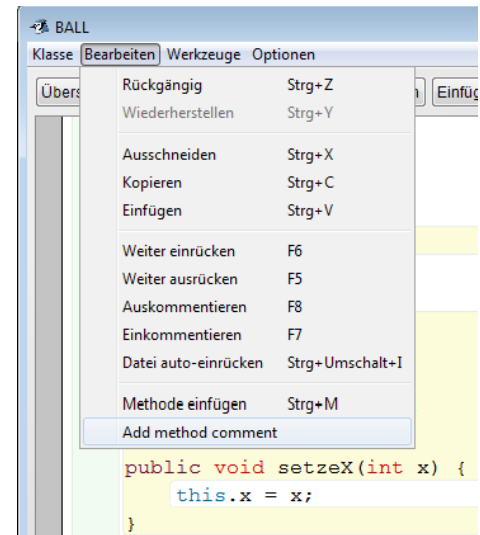 BALL
Klasse Bearbeiten Werkzeuge Optionen
Rückgängig Strg+Z
Wiederherstellen Strg+Y
Ausschneiden Strg+X
Kopieren Strg+C
Einfügen Strg+V
Weiter einrücken F6
Weiter ausrücken F5
Auskommentieren F8
Einkommentieren F7
Datei auto-einrücken Strg+Umschalt+I
Methode einfügen Strg+M
Add method comment
public void setzeX(int x) {
this.x = x;
}